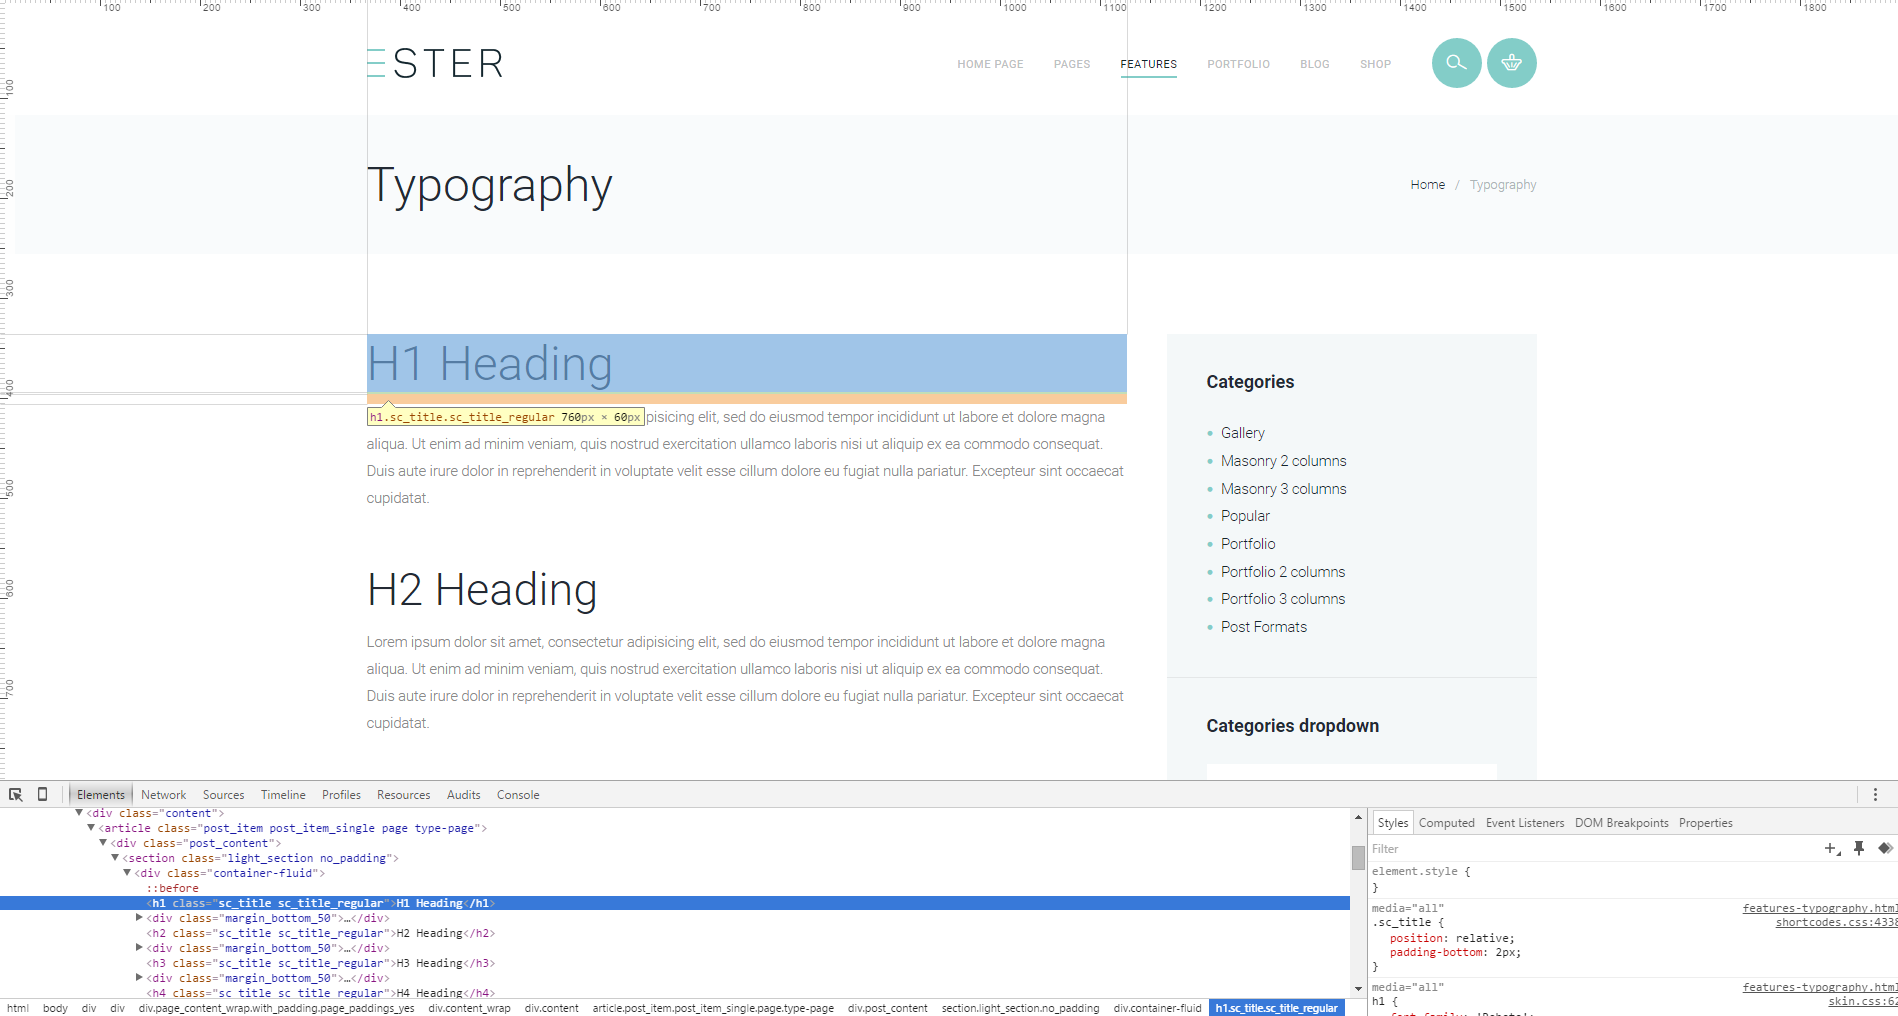 100 200 300 400 500 600 700 800 900 1000 1100 1200 1300 1400 1500 1600 1700 1800
ESTER
HOME PAGE PAGES FEATURES PORTFOLIO BLOG SHOP
100
200
300
400
500
600
700
Typography
Home / Typography
H1 Heading
h1.sc_title.sc_title_regular 760px × 60px
pisicing elit, sed do eiusmod tempor incididunt ut labore et dolore magna
aliqua. Ut enim ad minim veniam, quis nostrud exercitation ullamco laboris nisi ut aliquip ex ea commodo consequat.
Duis aute irure dolor in reprehenderit in voluptate velit esse cillum dolore eu fugiat nulla pariatur. Excepteur sint occaecat
cupidatat.
H2 Heading
Lorem ipsum dolor sit amet, consectetur adipisicing elit, sed do eiusmod tempor incididunt ut labore et dolore magna
aliqua. Ut enim ad minim veniam, quis nostrud exercitation ullamco laboris nisi ut aliquip ex ea commodo consequat.
Duis aute irure dolor in reprehenderit in voluptate velit esse cillum dolore eu fugiat nulla pariatur. Excepteur sint occaecat
cupidatat.
Categories
Gallery
Masonry 2 columns
Masonry 3 columns
Popular
Portfolio
Portfolio 2 columns
Portfolio 3 columns
Post Formats
Categories dropdown
Elements Network Sources Timeline Profiles Resources Audits Console
<div class="content">
<article class="post_item post_item_single page type-page">
<div class="post_content">
<section class="light_section no_padding">
<div class="container-fluid">
::before
<h1 class="sc_title sc_title_regular">H1 Heading</h1>
<div class="margin_bottom_50">…</div>
<h2 class="sc_title sc_title_regular">H2 Heading</h2>
<div class="margin_bottom_50">…</div>
<h3 class="sc_title sc_title_regular">H3 Heading</h3>
<div class="margin_bottom_50">…</div>
<h4 class="sc_title sc_title_regular">H4 Heading</h4>
html body div div div.page_content_wrap.with_padding.page_paddings_yes div.content_wrap div.content article.post_item.post_item_single.page.type-page div.post_content section.light_section.no_padding div.container-fluid h1.sc_title.sc_title_regular
Styles Computed Event Listeners DOM Breakpoints Properties
Filter
element.style {
}
media="all" features-typography.html
.sc_title { shortcodes.css:4338
position: relative;
padding-bottom: 2px;
}
media="all" features-typography.html
h1 { skin.css:62
font-family: 'Roboto';